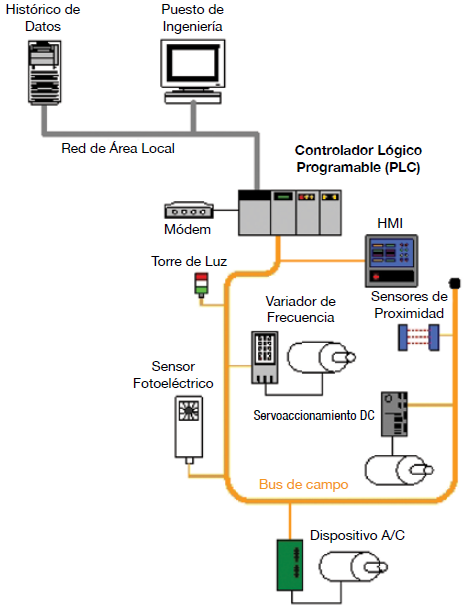 Histórico de
Datos
Puesto de
Ingeniería
Red de Área Local
Controlador Lógico
Programable (PLC)
Módem
HMI
Torre de Luz
Sensores de
Proximidad
Variador de
Frecuencia
Sensor
Fotoeléctrico
Servoaccionamiento DC
Bus de campo
Dispositivo A/C